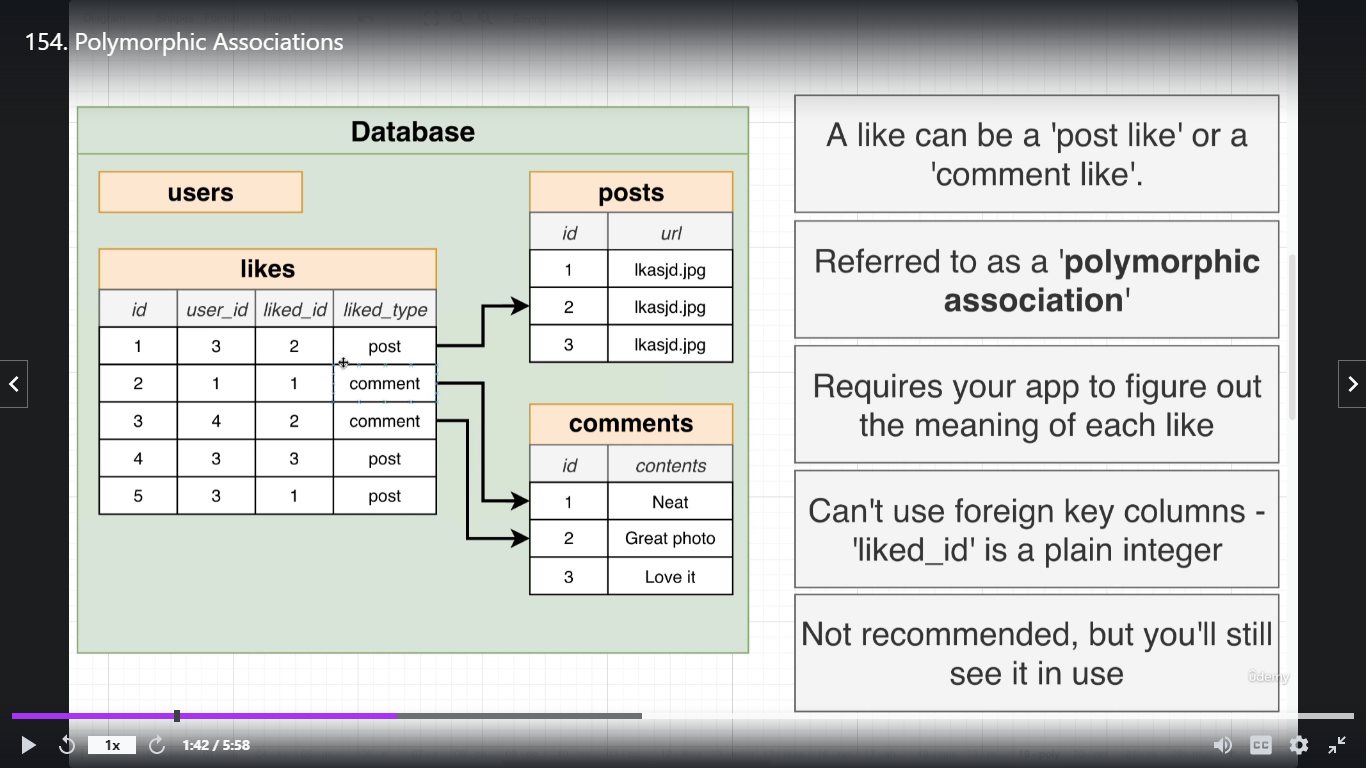 154. Polymorphic Associations
Database
users
likes
id user_id liked_id liked_type
1 3 2 post
2 1 1 comment
3 4 2 comment
4 3 3 post
5 3 1 post
posts
id url
1 lkasjd.jpg
2 lkasjd.jpg
3 lkasjd.jpg
comments
id contents
1 Neat
2 Great photo
3 Love it
A like can be a 'post like' or a
'comment like'.
Referred to as a 'polymorphic
association'
Requires your app to figure out
the meaning of each like
Can't use foreign key columns -
'liked_id' is a plain integer
Not recommended, but you'll still
see it in use
ûdemy
1x 1:42 / 5:58 CC